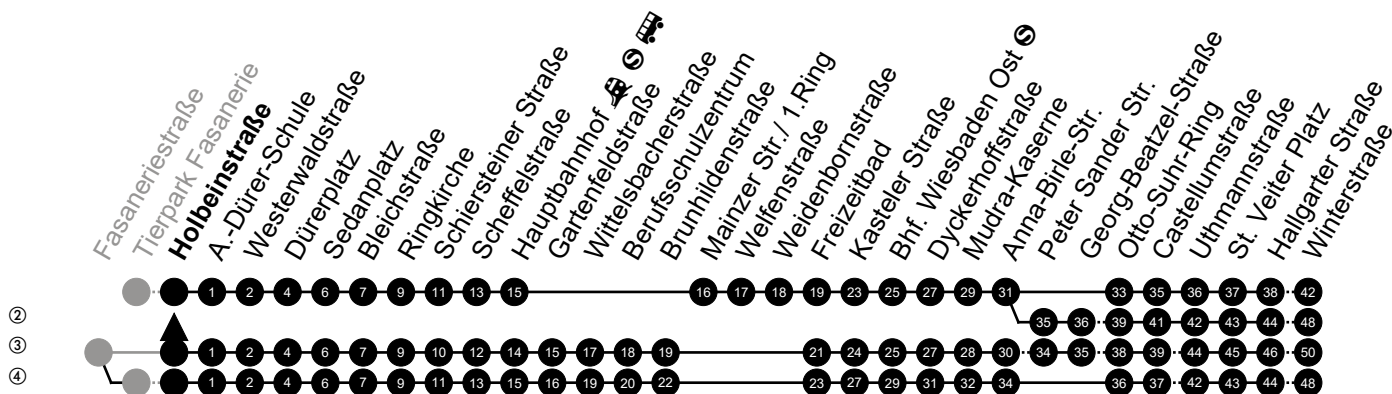 Fasaneriestraße
Tierpark Fasanerie
Holbeinstraße
A.-Dürer-Schule
Westerwaldstraße
Dürerplatz
Sedanplatz
Bleichstraße
Ringkirche
Schiersteiner Straße
Scheffelstraße
Hauptbahnhof S
Gartenfeldstraße
Wittelsbacherstraße
Berufsschulzentrum
Brunhildenstraße
Mainzer Str./ 1.Ring
Welfenstraße
Weidenbornstraße
Freizeitbad
Kasteler Straße
Bhf. Wiesbaden Ost S
Dyckerhoffstraße
Mudra-Kaserne
Anna-Birle-Str.
Peter Sander Str.
Georg-Beatzel-Straße
Otto-Suhr-Ring
Castellumstraße
Uthmannstraße
St. Veiter Platz
Hallgarter Straße
Winterstraße
1 2 4 6 7 9 11 13 15 16 17 18 19 23 25 27 29 31 33 35 36 37 38 42
② 35 36 39 41 42 43 44 48
③ 1 2 4 6 7 9 10 12 14 15 17 18 19 21 24 25 27 28 30 34 35 38 39 44 45 46 50
④ 1 2 4 6 7 9 11 13 15 16 19 20 22 23 27 29 31 32 34 36 37 42 43 44 48